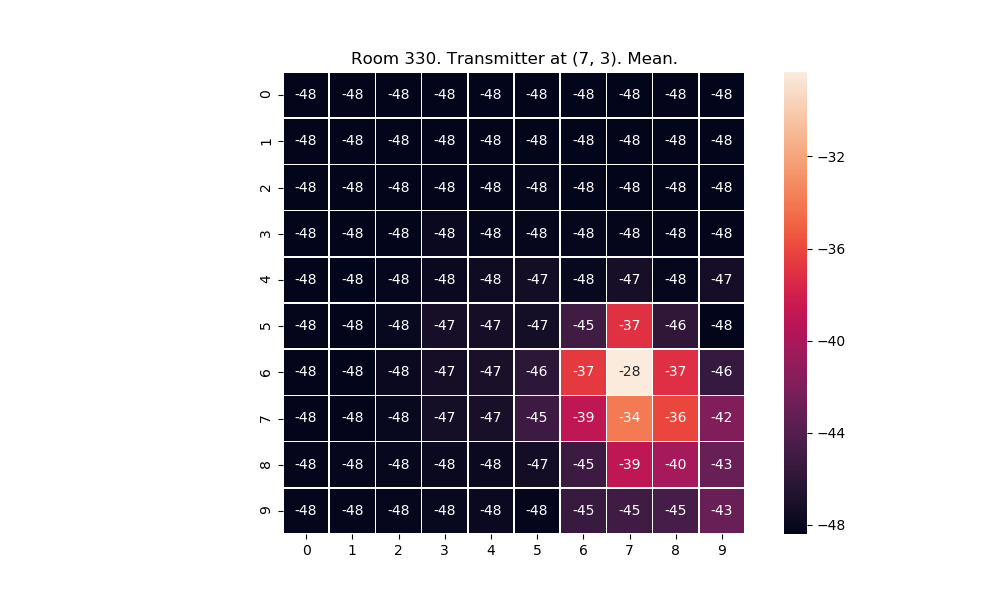 Room 330. Transmitter at (7, 3). Mean.
0 -48 -48 -48 -48 -48 -48 -48 -48 -48 -48
1 -48 -48 -48 -48 -48 -48 -48 -48 -48 -48
−32
2 -48 -48 -48 -48 -48 -48 -48 -48 -48 -48
3 -48 -48 -48 -48 -48 -48 -48 -48 -48 -48
−36
4 -48 -48 -48 -48 -48 -47 -48 -47 -48 -47
5 -48 -48 -48 -47 -47 -47 -45 -37 -46 -48
−40
6 -48 -48 -48 -47 -47 -46 -37 -28 -37 -46
7 -48 -48 -48 -47 -47 -45 -39 -34 -36 -42
−44
8 -48 -48 -48 -48 -48 -47 -45 -39 -40 -43
9 -48 -48 -48 -48 -48 -48 -45 -45 -45 -43
−48
0 1 2 3 4 5 6 7 8 9